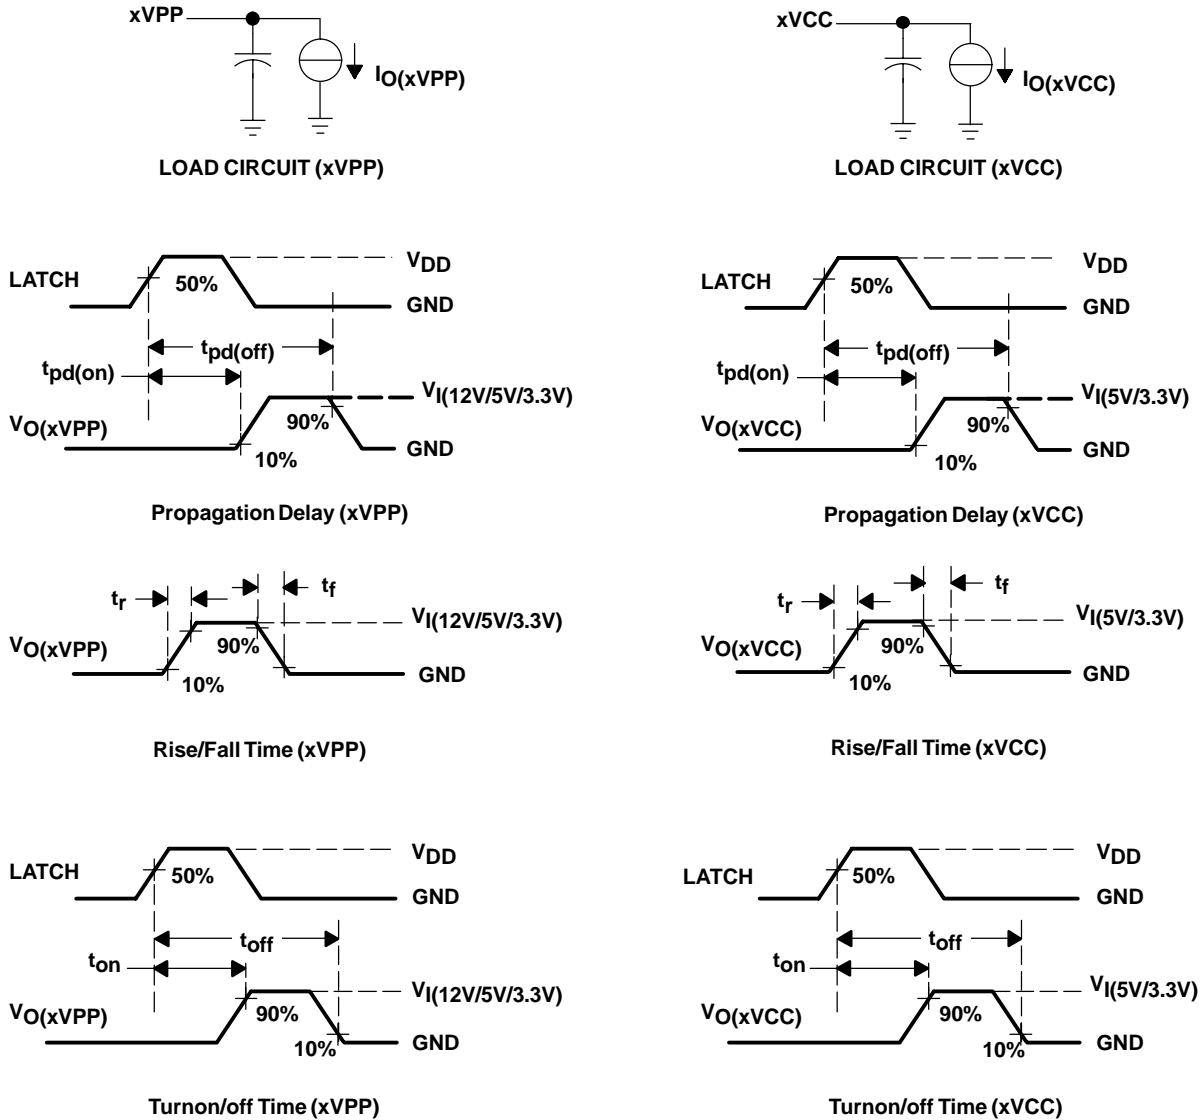 xVPP
IO(xVPP)
LOAD CIRCUIT (xVPP)
xVCC
IO(xVCC)
LOAD CIRCUIT (xVCC)
LATCH
50%
VDD
GND
tpd(off)
tpd(on)
VI(12V/5V/3.3V)
VO(xVPP)
90%
10%
GND
Propagation Delay (xVPP)
LATCH
50%
VDD
GND
tpd(off)
tpd(on)
VI(5V/3.3V)
VO(xVCC)
90%
10%
GND
Propagation Delay (xVCC)
tr
tf
VI(12V/5V/3.3V)
VO(xVPP)
90%
10%
GND
Rise/Fall Time (xVPP)
tr
tf
VI(5V/3.3V)
VO(xVCC)
90%
10%
GND
Rise/Fall Time (xVCC)
LATCH
50%
VDD
GND
toff
ton
VI(12V/5V/3.3V)
VO(xVPP)
90%
10%
GND
Turnon/off Time (xVPP)
LATCH
50%
VDD
GND
toff
ton
VI(5V/3.3V)
VO(xVCC)
90%
10%
GND
Turnon/off Time (xVCC)